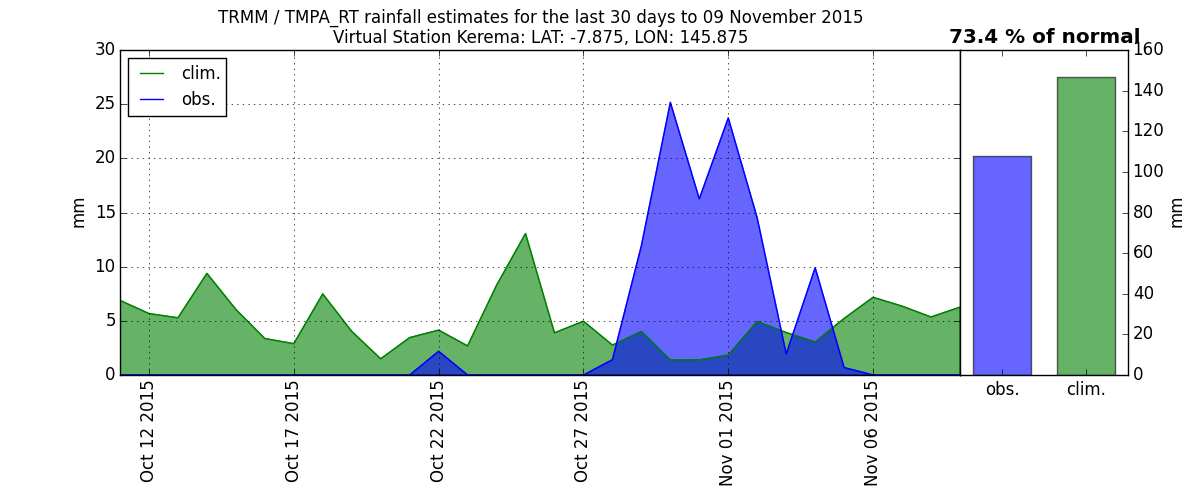 TRMM / TMPA_RT rainfall estimates for the last 30 days to 09 November 2015
Virtual Station Kerema: LAT: -7.875, LON: 145.875
73.4 % of normal
clim.
obs.
30
25
20
15
10
5
0
mm
Oct 12 2015
Oct 17 2015
Oct 22 2015
Oct 27 2015
Nov 01 2015
Nov 06 2015
160
140
120
100
80
60
40
20
0
mm
obs.
clim.